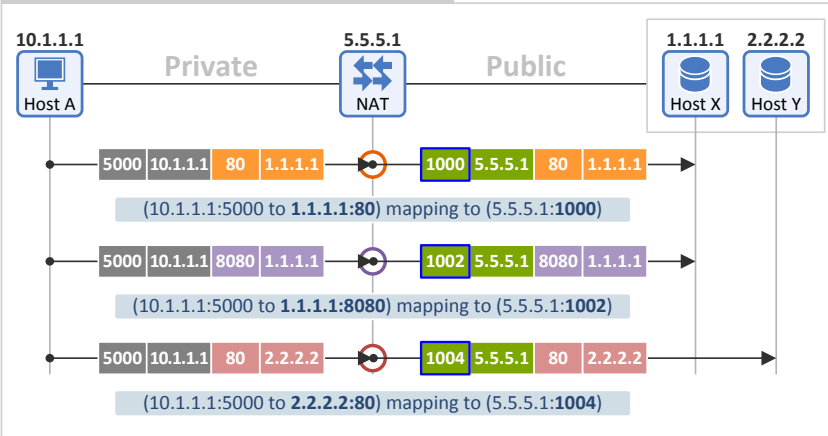 10.1.1.1 5.5.5.1 1.1.1.1 2.2.2.2
Private Public
Host A NAT Host X Host Y
5000 10.1.1.1 80 1.1.1.1 1000 5.5.5.1 80 1.1.1.1
(10.1.1.1:5000 to 1.1.1.1:80) mapping to (5.5.5.1:1000)
5000 10.1.1.1 8080 1.1.1.1 1002 5.5.5.1 8080 1.1.1.1
(10.1.1.1:5000 to 1.1.1.1:8080) mapping to (5.5.5.1:1002)
5000 10.1.1.1 80 2.2.2.2 1004 5.5.5.1 80 2.2.2.2
(10.1.1.1:5000 to 2.2.2.2:80) mapping to (5.5.5.1:1004)